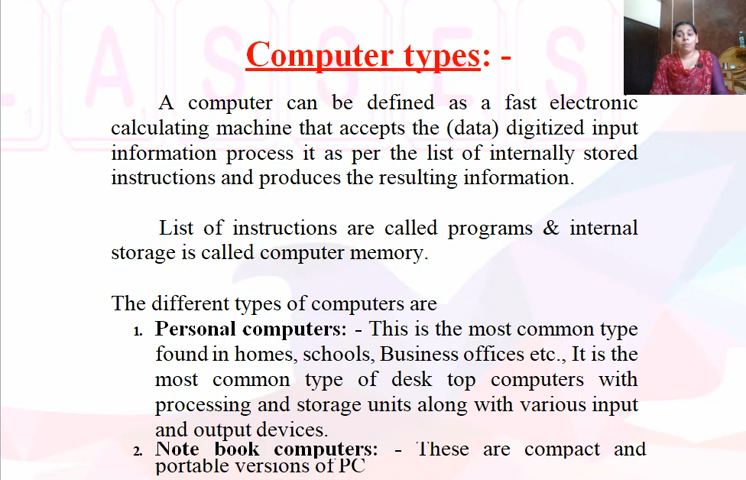 Computer types: -
A computer can be defined as a fast electronic
calculating machine that accepts the (data) digitized input
information process it as per the list of internally stored
instructions and produces the resulting information.
List of instructions are called programs & internal
storage is called computer memory.
The different types of computers are
1. Personal computers: - This is the most common type
found in homes, schools, Business offices etc., It is the
most common type of desk top computers with
processing and storage units along with various input
and output devices.
2. Note book computers: - These are compact and
portable versions of PC